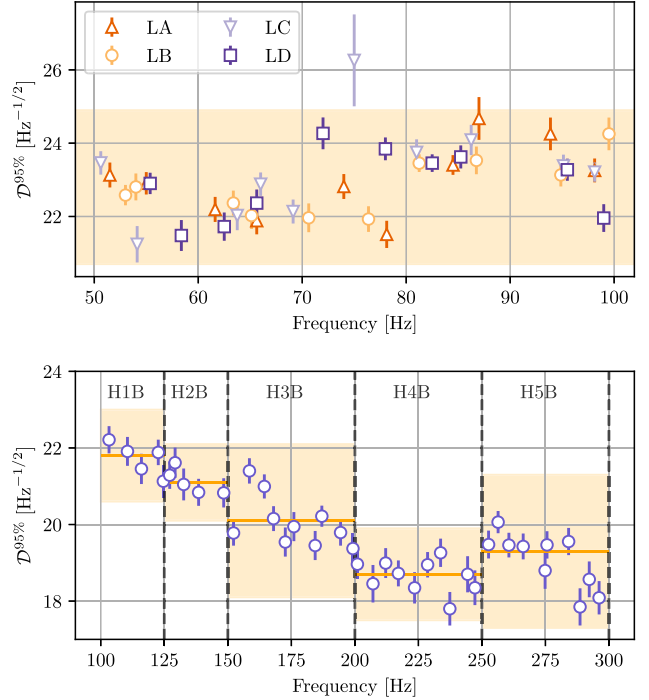 LA LC
LB LD
26
24
22
𝒟^95% [Hz^−1/2]
50 60 70 80 90 100
Frequency [Hz]
24
22
20
18
𝒟^95% [Hz^−1/2]
H1B H2B H3B H4B H5B
100 125 150 175 200 225 250 275 300
Frequency [Hz]